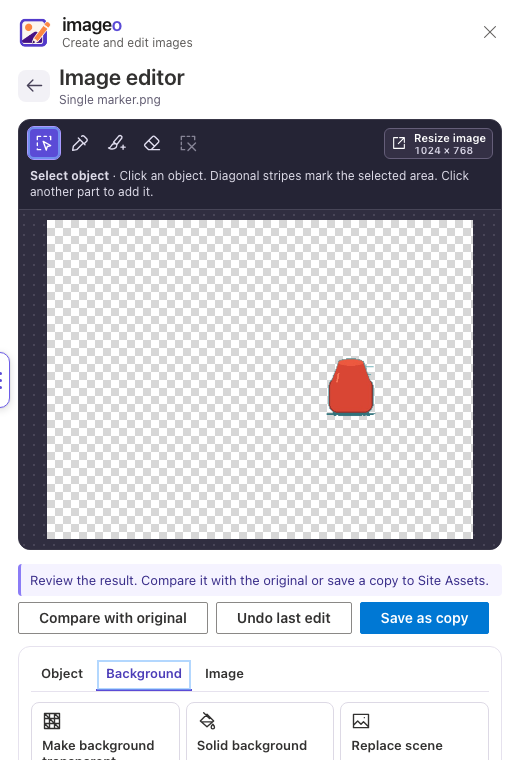 imageo
Create and edit images
Image editor
Single marker.png
Resize image
1024 × 768
Select object · Click an object. Diagonal stripes mark the selected area. Click
another part to add it.
Review the result. Compare it with the original or save a copy to Site Assets.
Compare with original
Undo last edit
Save as copy
Object
Background
Image
Make background
Solid background
Replace scene